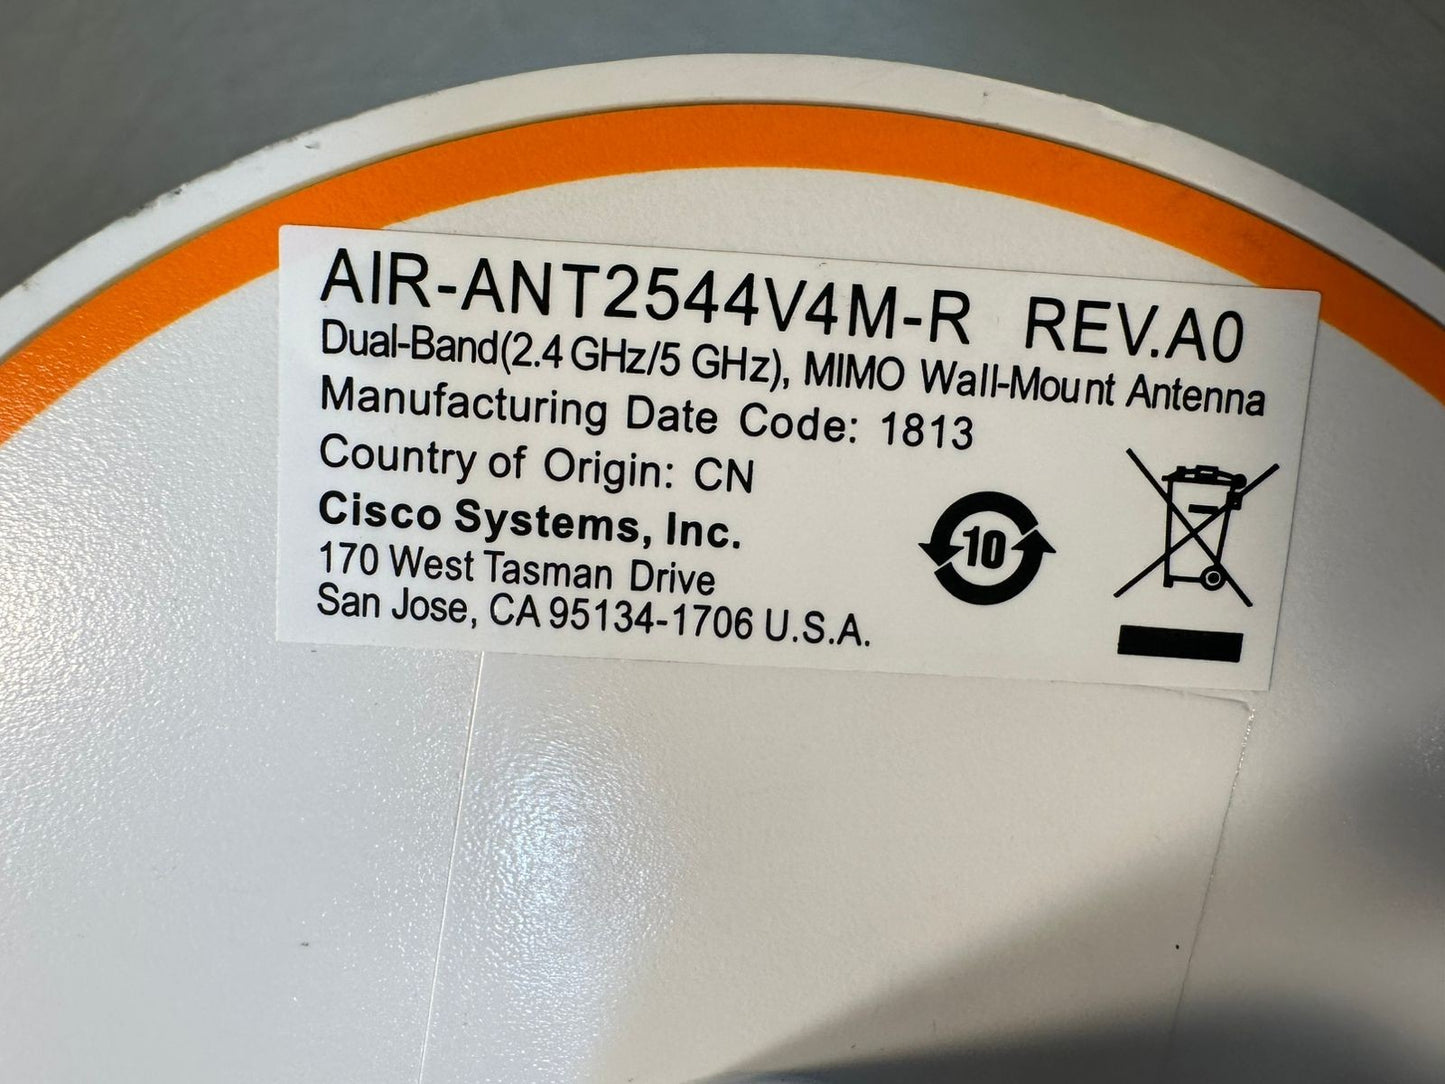 AIR-ANT2544V4M-R REV.A0
Dual-Band(2.4 GHz/5 GHz), MIMO Wall-Mount Antenna
Manufacturing Date Code: 1813
Country of Origin: CN
Cisco Systems, Inc.
170 West Tasman Drive
San Jose, CA 95134-1706 U.S.A.
10